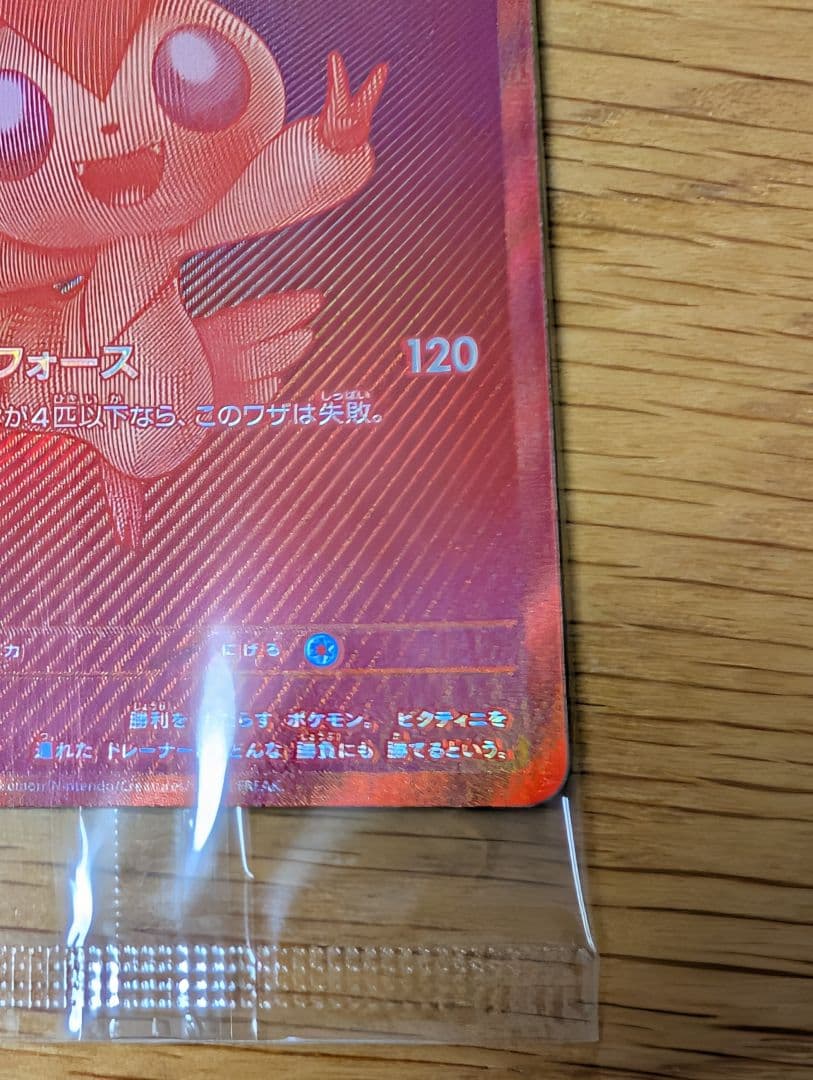 フォース 120
が4匹以下なら、このワザは失敗。
にげる
勝利を らす ポケモン。 ビクティニを
連れた トレーナー どんな 勝負にも 勝てるという。
Nintendo/Creatures/ FREAK.